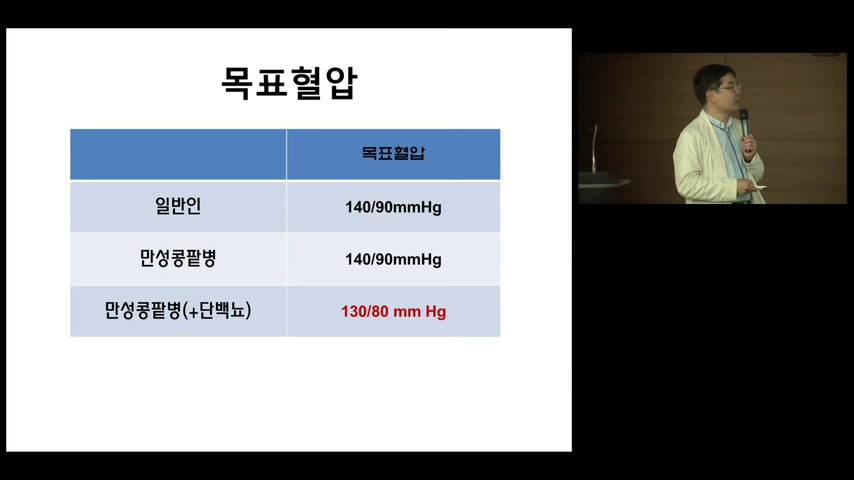 목표혈압
목표혈압
일반인 140/90mmHg
만성콩팥병 140/90mmHg
만성콩팥병(+단백뇨) 130/80 mm Hg